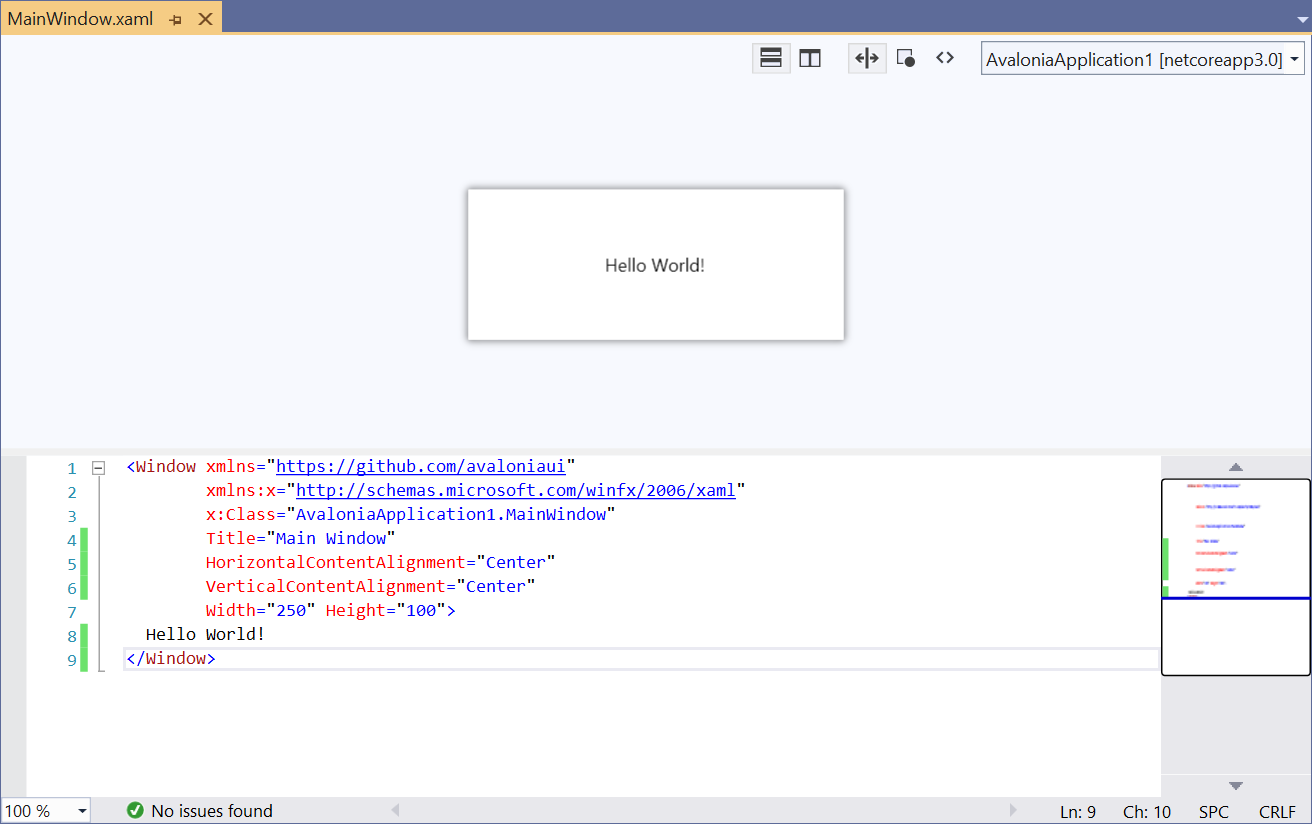 MainWindow.xaml
AvaloniaApplication1 [netcoreapp3.0]
Hello World!
1 <Window xmlns="https://github.com/avaloniaui"
2 xmlns:x="http://schemas.microsoft.com/winfx/2006/xaml"
3 x:Class="AvaloniaApplication1.MainWindow"
4 Title="Main Window"
5 HorizontalContentAlignment="Center"
6 VerticalContentAlignment="Center"
7 Width="250" Height="100">
8 Hello World!
9 </Window>
100 % No issues found Ln: 9 Ch: 10 SPC CRLF